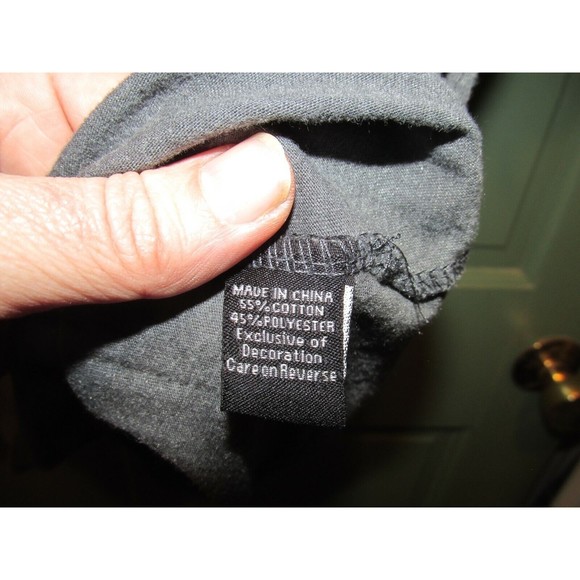 MADE IN CHINA
55%COTTON
45%POLYESTER
Exclusive of
Decoration
Care on Reverse